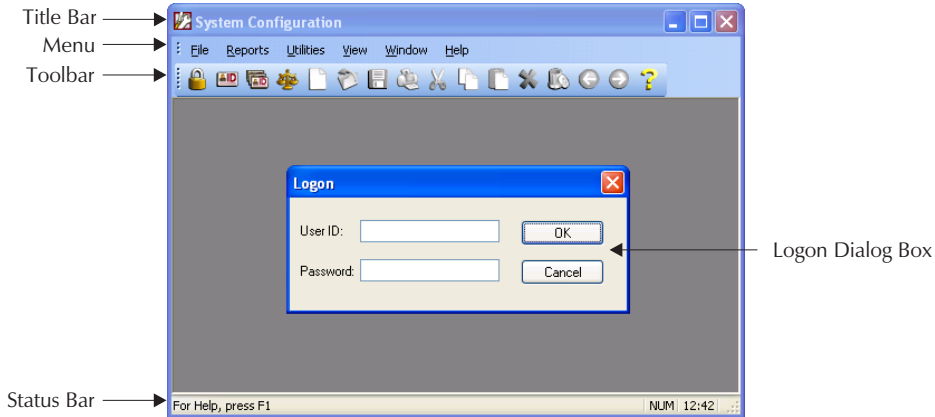 Title Bar
System Configuration
Menu
File Reports Utilities View Window Help
Toolbar
Logon
User ID:
OK
Logon Dialog Box
Password:
Cancel
Status Bar
For Help, press F1
NUM 12:42